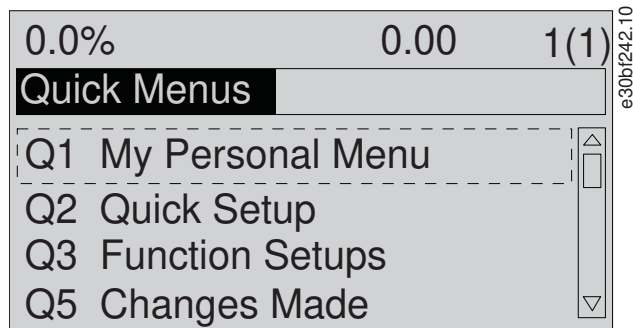 0.0% 0.00 1(1)
Quick Menus
Q1 My Personal Menu
Q2 Quick Setup
Q3 Function Setups
Q5 Changes Made
e30bf242.10